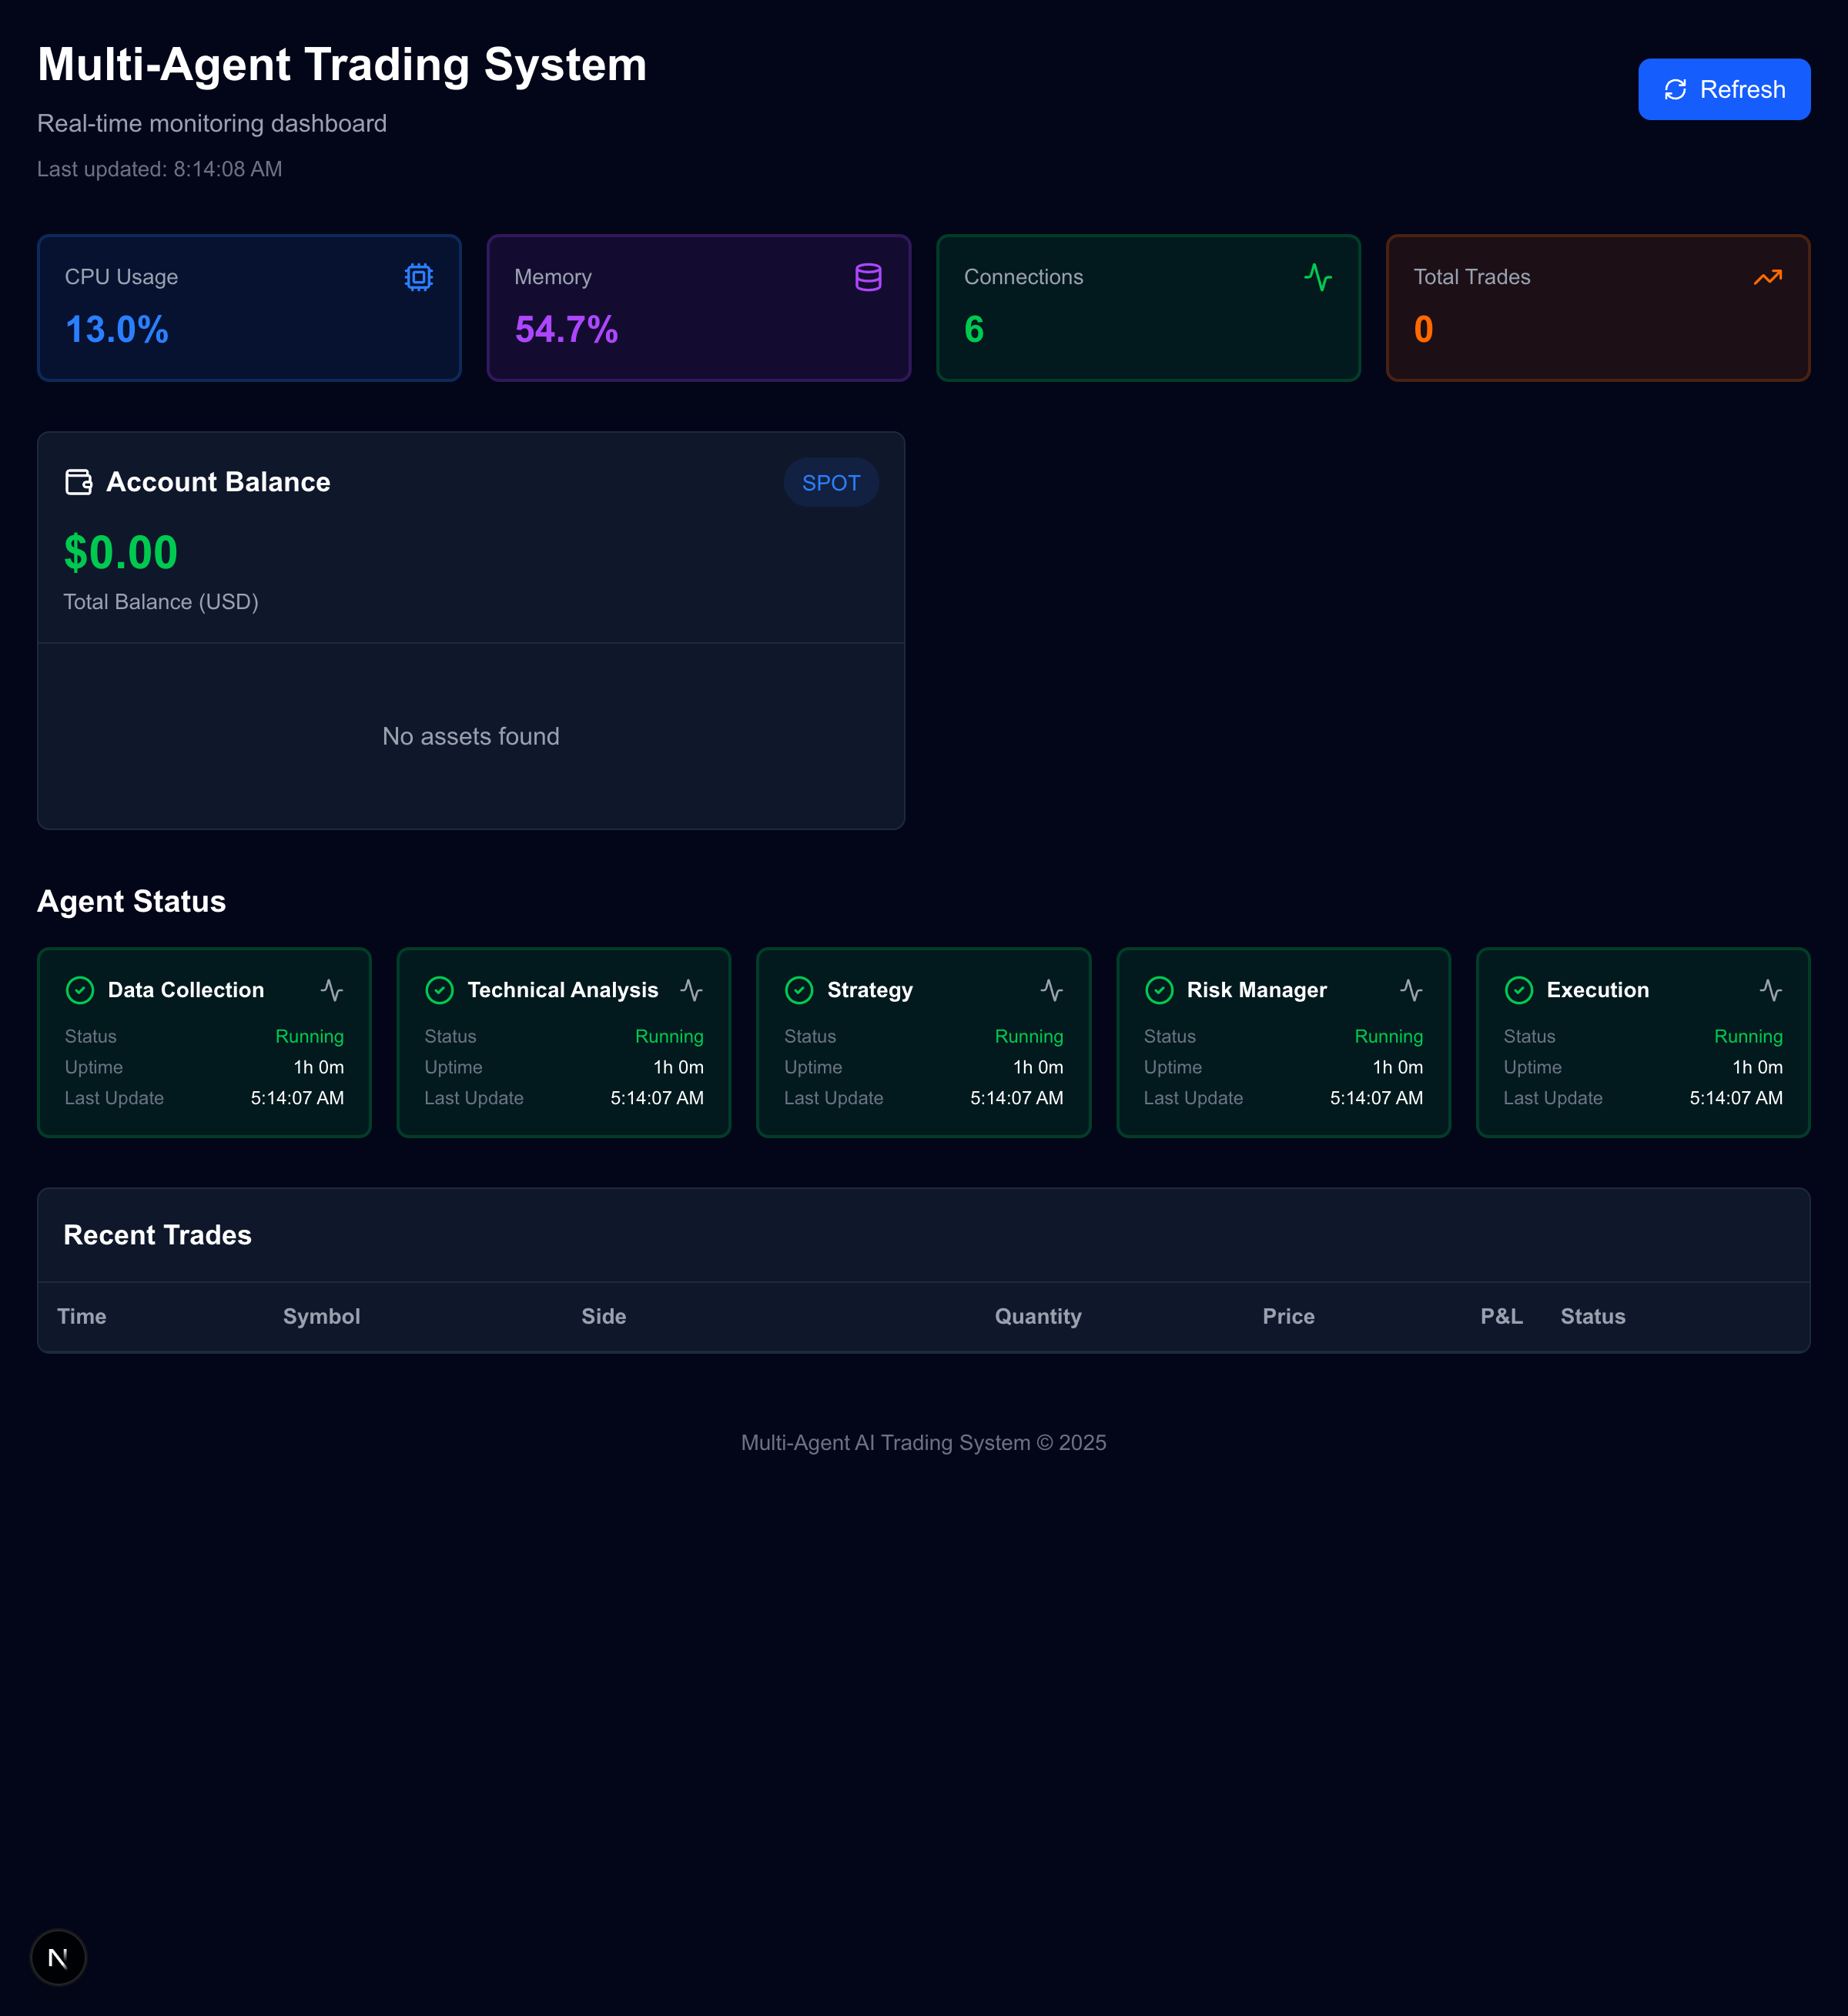 Multi-Agent Trading System
Refresh
Real-time monitoring dashboard
Last updated: 8:14:08 AM
CPU Usage
13.0%
Memory
54.7%
Connections
6
Total Trades
0
Account Balance
SPOT
$0.00
Total Balance (USD)
No assets found
Agent Status
Data Collection
Status Running
Uptime 1h 0m
Last Update 5:14:07 AM
Technical Analysis
Status Running
Uptime 1h 0m
Last Update 5:14:07 AM
Strategy
Status Running
Uptime 1h 0m
Last Update 5:14:07 AM
Risk Manager
Status Running
Uptime 1h 0m
Last Update 5:14:07 AM
Execution
Status Running
Uptime 1h 0m
Last Update 5:14:07 AM
Recent Trades
Time Symbol Side Quantity Price P&L Status
Multi-Agent AI Trading System © 2025
N